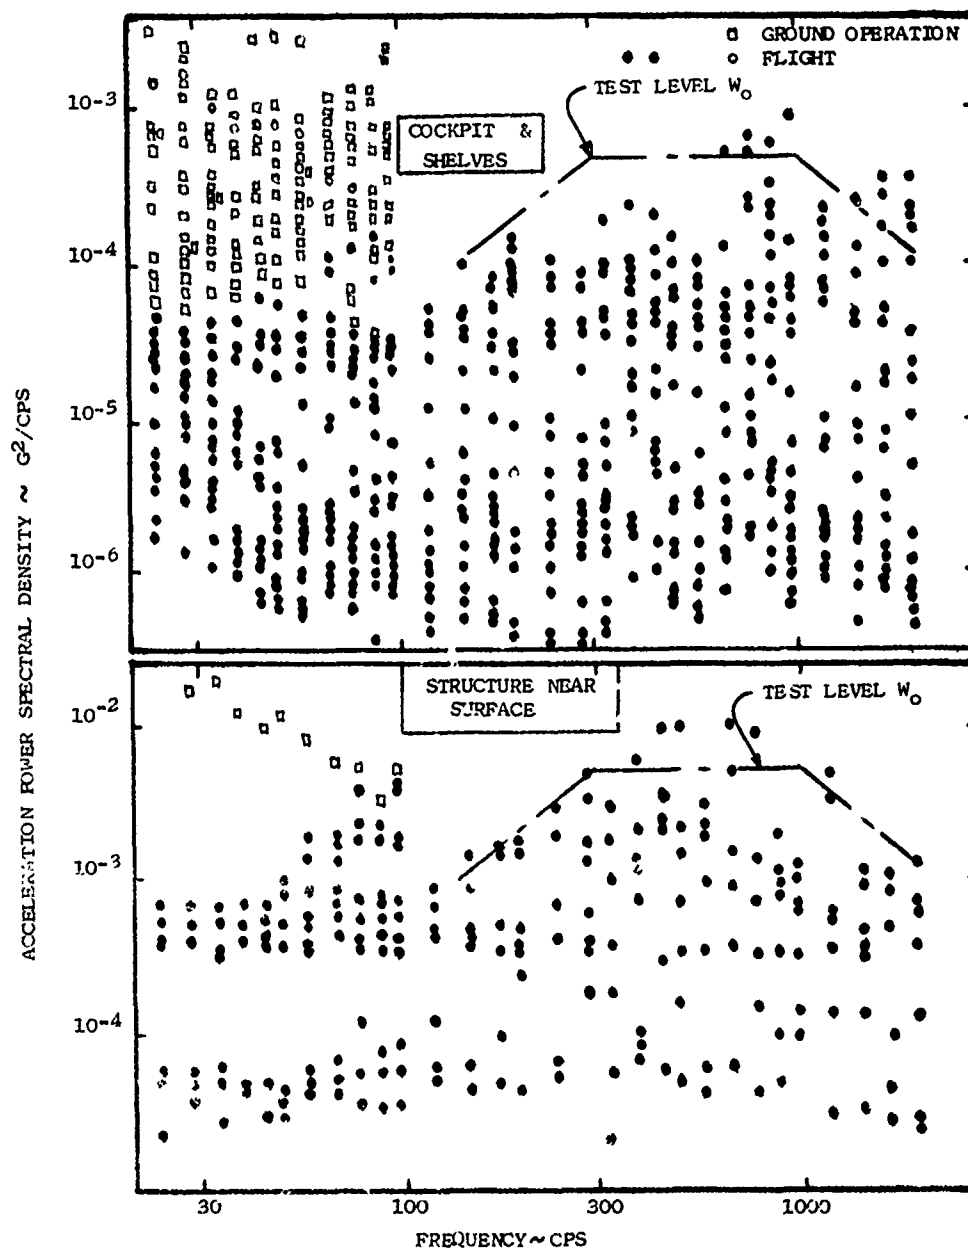 GROUND OPERATION
FLIGHT
TEST LEVEL Wo
COCKPIT &
SHELVES
10-3
10-4
10-5
10-6
ACCELERATION POWER SPECTRAL DENSITY ~ G2/CPS
STRUCTURE NEAR
SURFACE
TEST LEVEL Wo
10-2
10-3
10-4
30
100
300
1000
FREQUENCY ~ CPS